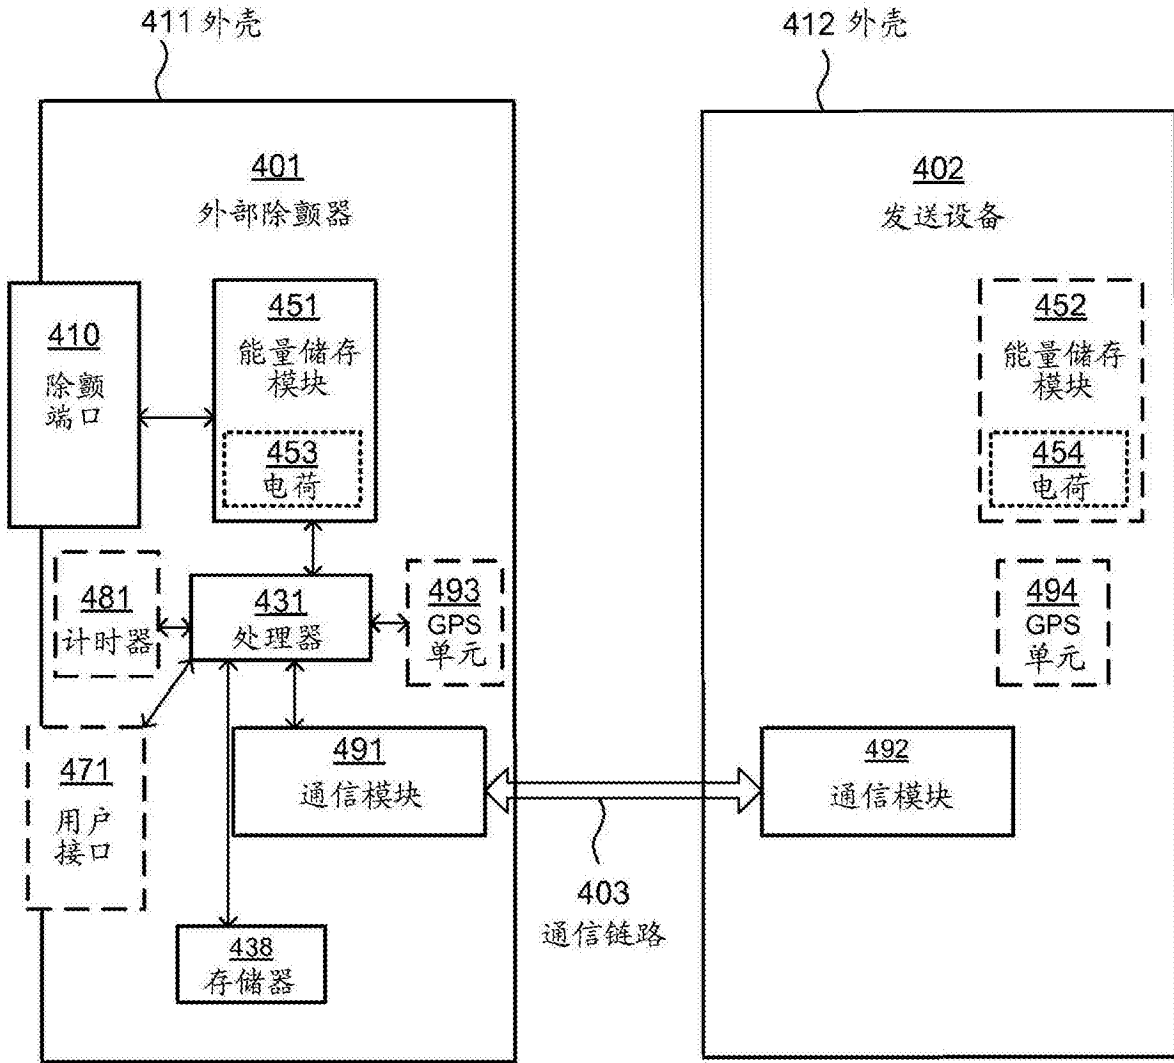 411 外壳
412 外壳
401
外部除颤器
402
发送设备
410
除颤
端口
451
能量储存
模块
453
电荷
452
能量储存
模块
454
电荷
481
计时器
431
处理器
493
GPS
单元
494
GPS
单元
471
用户
接口
491
通信模块
492
通信模块
403
通信链路
438
存储器